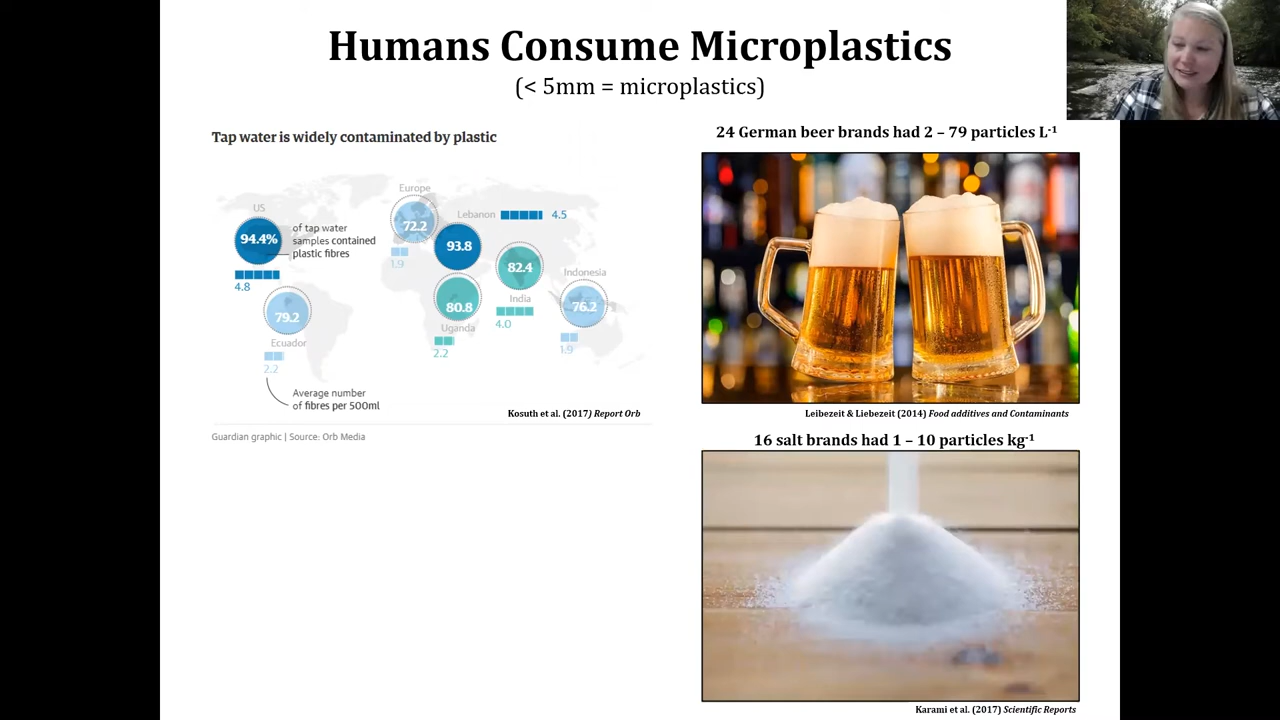 Humans Consume Microplastics
(< 5mm = microplastics)
Tap water is widely contaminated by plastic
US
94.4%
of tap water
samples contained
plastic fibres
4.8
Europe
72.2
1.9
Lebanon
4.5
93.8
82.4
India
4.0
Indonesia
76.2
1.9
80.8
Uganda
2.2
79.2
Ecuador
2.2
Average number
of fibres per 500ml
Kosuth et al. (2017) Report Orb
Guardian graphic | Source: Orb Media
24 German beer brands had 2 – 79 particles L⁻¹
Leibezeit & Liebezeit (2014) Food additives and Contaminants
16 salt brands had 1 – 10 particles kg⁻¹
Karami et al. (2017) Scientific Reports